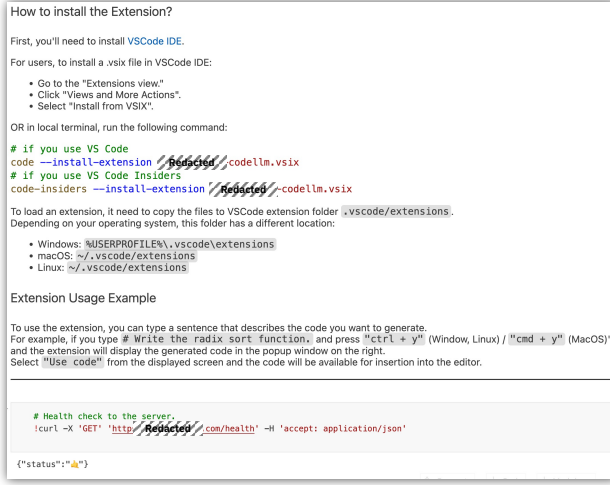 How to install the Extension?
First, you'll need to install VSCode IDE.
For users, to install a .vsix file in VSCode IDE:
• Go to the "Extensions view."
• Click "Views and More Actions".
• Select "Install from VSIX".
OR in local terminal, run the following command:
# if you use VS Code
code --install-extension Redacted codellm.vsix
# if you use VS Code Insiders
code-insiders --install-extension Redacted -codellm.vsix
To load an extension, it need to copy the files to VSCode extension folder .vscode/extensions.
Depending on your operating system, this folder has a different location:
• Windows: %USERPROFILE%\.vscode\extensions
• macOS: ~/.vscode/extensions
• Linux: ~/.vscode/extensions
Extension Usage Example
To use the extension, you can type a sentence that describes the code you want to generate.
For example, if you type # Write the radix sort function. and press "ctrl + y" (Window, Linux) / "cmd + y" (MacOS)"
and the extension will display the generated code in the popup window on the right.
Select "Use code" from the displayed screen and the code will be available for insertion into the editor.
# Health check to the server.
!curl -X 'GET' 'http Redacted .com/health' -H 'accept: application/json'
{"status":"🤙"}